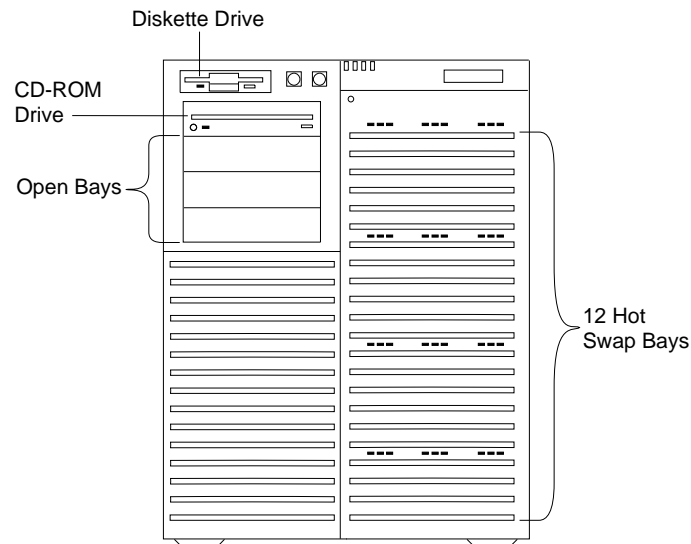 Diskette Drive
CD-ROM
Drive
Open Bays
12 Hot
Swap Bays